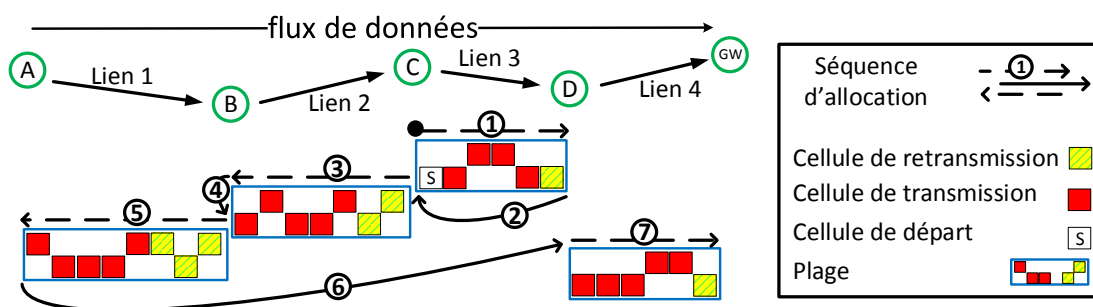 flux de données
A
Lien 1
B
Lien 2
C
Lien 3
D
Lien 4
GW
1
S
2
3
4
5
6
7
Séquence
d'allocation
1
Cellule de retransmission
Cellule de transmission
Cellule de départ
S
Plage